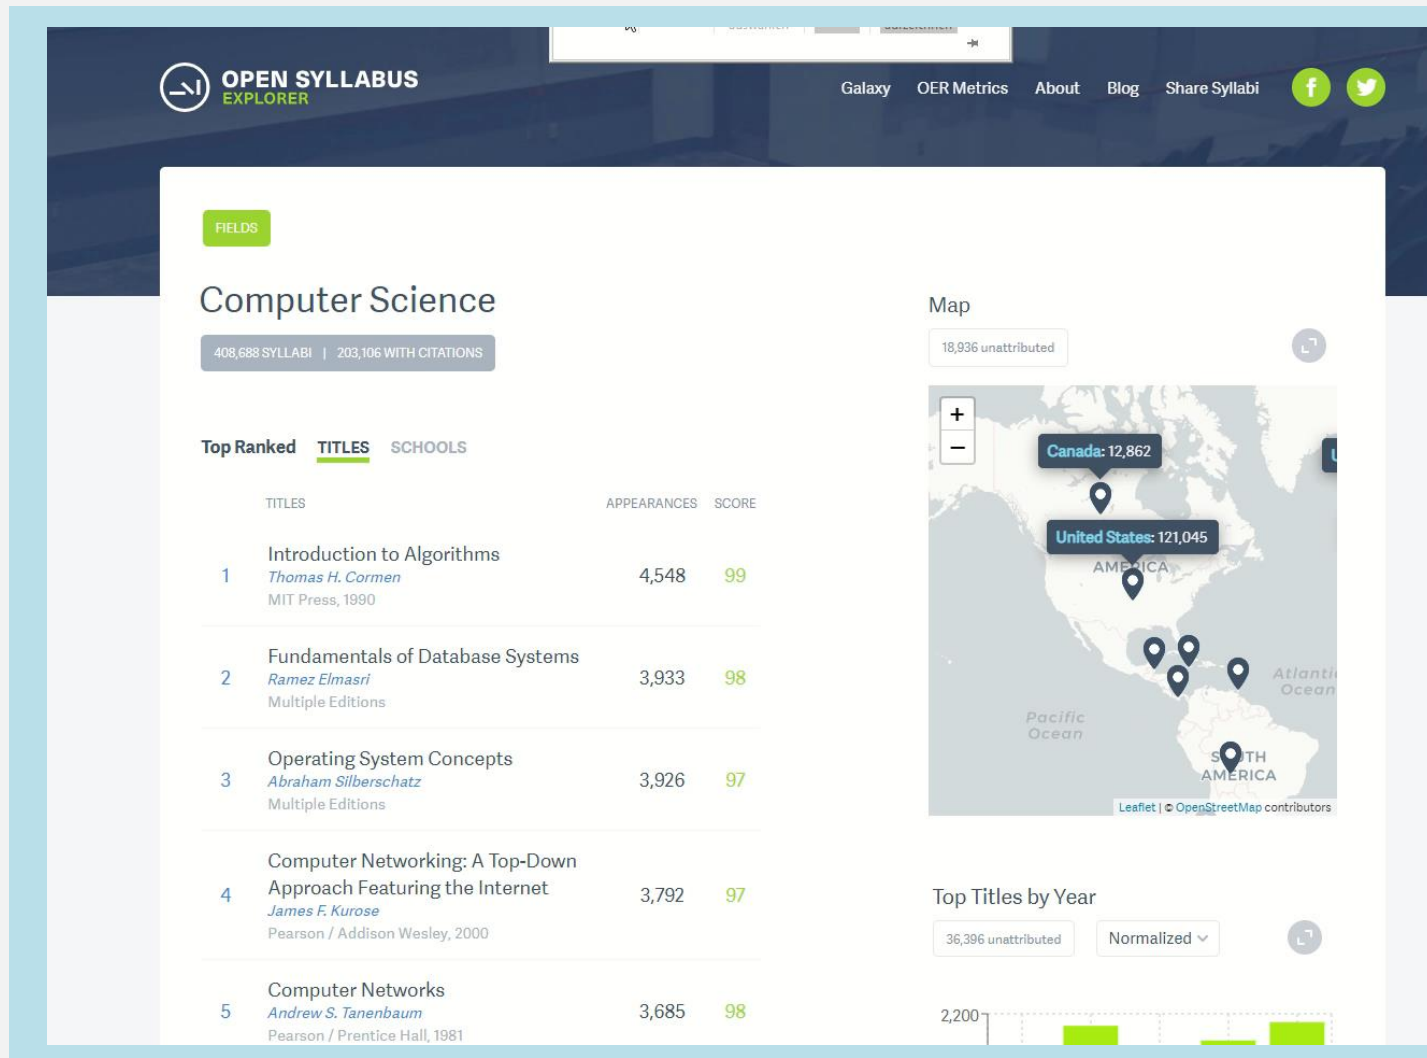 OPEN SYLLABUS
EXPLORER
Galaxy OER Metrics About Blog Share Syllabi
FIELDS
Computer Science
408,688 SYLLABI | 203,106 WITH CITATIONS
Top Ranked TITLES SCHOOLS
TITLES APPEARANCES SCORE
1 Introduction to Algorithms 4,548 99
Thomas H. Cormen
MIT Press, 1990
2 Fundamentals of Database Systems 3,933 98
Ramez Elmasri
Multiple Editions
3 Operating System Concepts 3,926 97
Abraham Silberschatz
Multiple Editions
4 Computer Networking: A Top-Down
Approach Featuring the Internet 3,792 97
James F. Kurose
Pearson / Addison Wesley, 2000
5 Computer Networks 3,685 98
Andrew S. Tanenbaum
Pearson / Prentice Hall, 1981
Map
18,936 unattributed
+
−
Canada: 12,862
United States: 121,045
AMERICA
Atlantic
Ocean
Pacific
Ocean
SOUTH
AMERICA
Leaflet | © OpenStreetMap contributors
Top Titles by Year
36,396 unattributed Normalized
2,200